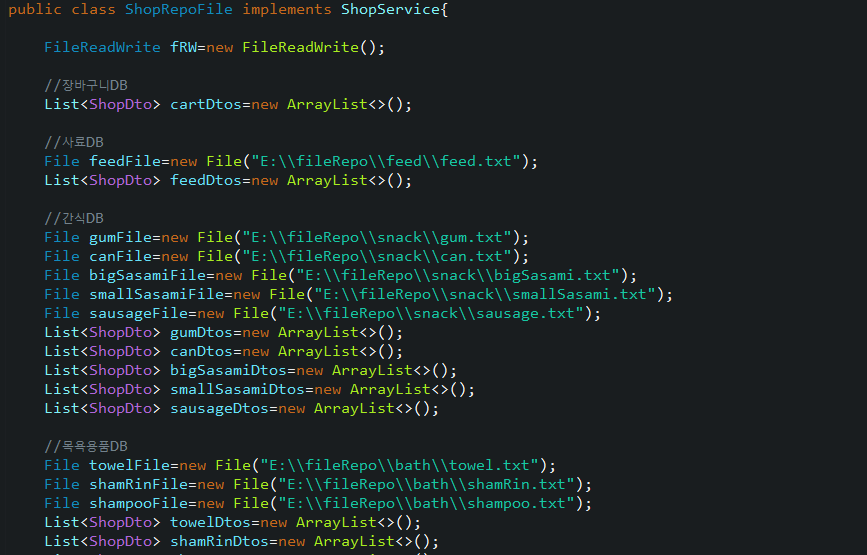 public class ShopRepoFile implements ShopService{
FileReadWrite fRW=new FileReadWrite();
//장바구니DB
List<ShopDto> cartDtos=new ArrayList<>();
//사료DB
File feedFile=new File("E:\\fileRepo\\feed\\feed.txt");
List<ShopDto> feedDtos=new ArrayList<>();
//간식DB
File gumFile=new File("E:\\fileRepo\\snack\\gum.txt");
File canFile=new File("E:\\fileRepo\\snack\\can.txt");
File bigSasamiFile=new File("E:\\fileRepo\\snack\\bigSasami.txt");
File smallSasamiFile=new File("E:\\fileRepo\\snack\\smallSasami.txt");
File sausageFile=new File("E:\\fileRepo\\snack\\sausage.txt");
List<ShopDto> gumDtos=new ArrayList<>();
List<ShopDto> canDtos=new ArrayList<>();
List<ShopDto> bigSasamiDtos=new ArrayList<>();
List<ShopDto> smallSasamiDtos=new ArrayList<>();
List<ShopDto> sausageDtos=new ArrayList<>();
//목욕용품DB
File towelFile=new File("E:\\fileRepo\\bath\\towel.txt");
File shamRinFile=new File("E:\\fileRepo\\bath\\shamRin.txt");
File shampooFile=new File("E:\\fileRepo\\bath\\shampoo.txt");
List<ShopDto> towelDtos=new ArrayList<>();
List<ShopDto> shamRinDtos=new ArrayList<>();